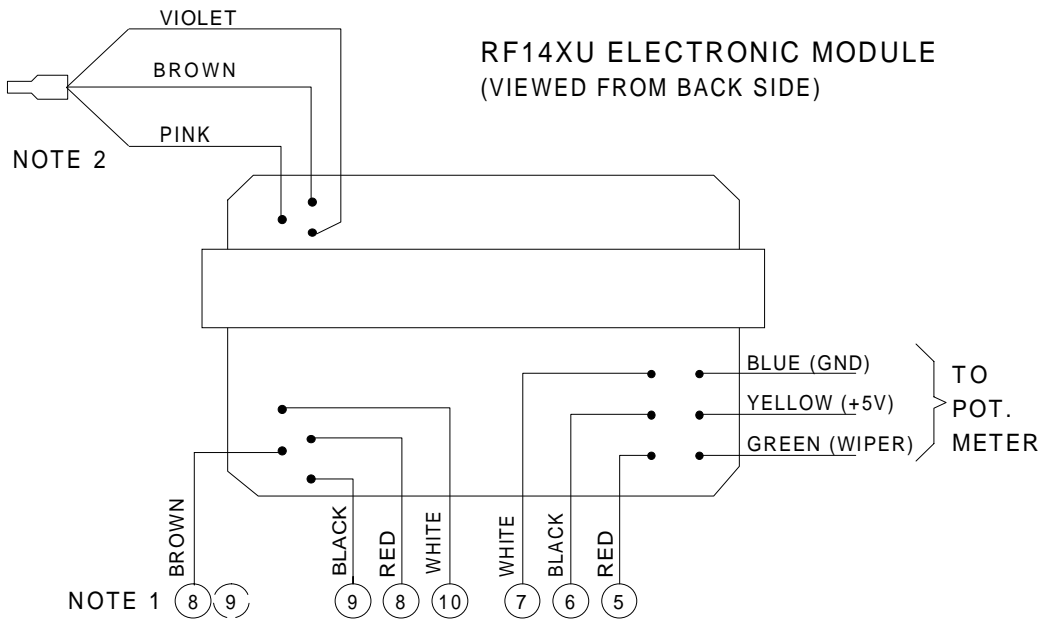 VIOLET
RF14XU ELECTRONIC MODULE
(VIEWED FROM BACK SIDE)
BROWN
PINK
NOTE 2
BLUE (GND)
YELLOW (+5V)
GREEN (WIPER)
TO
POT.
METER
BROWN
BLACK
RED
WHITE
WHITE
BLACK
RED
NOTE 1 8 9 9 8 10 7 6 5